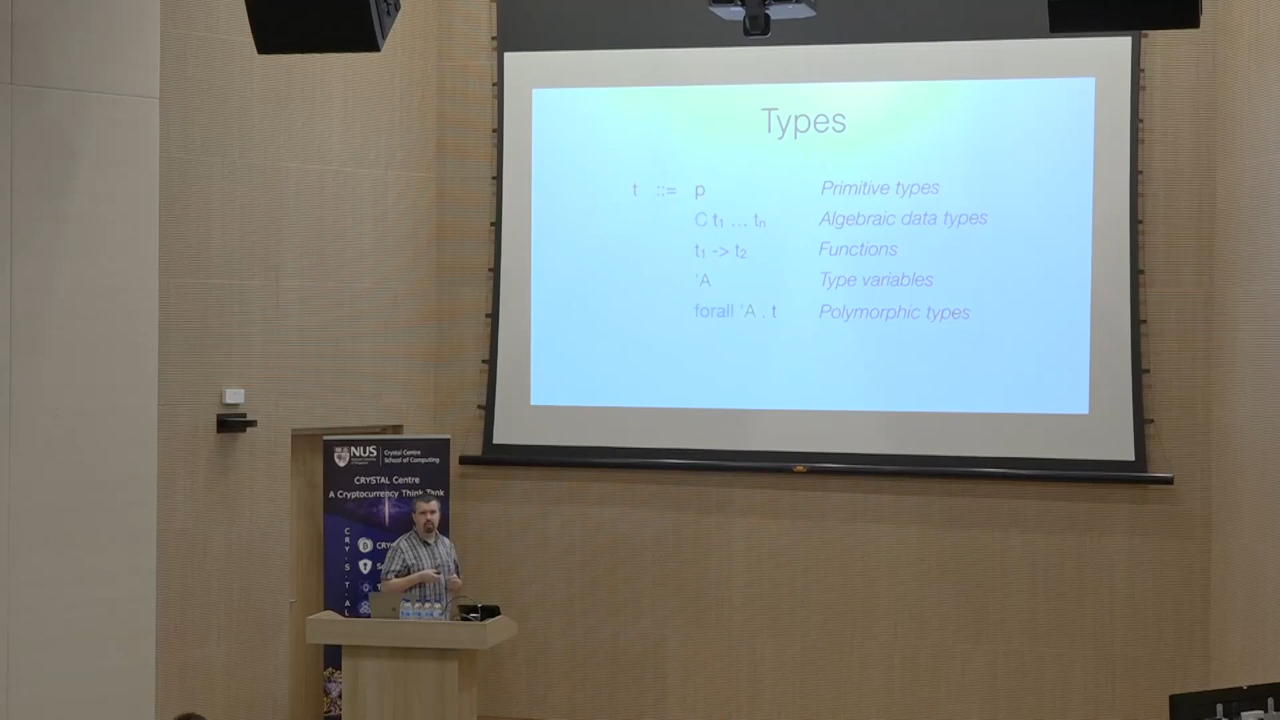 Types
t ::= p Primitive types
C t₁ … tₙ Algebraic data types
t₁ -> t₂ Functions
'A Type variables
forall 'A . t Polymorphic types
NUS
Crystal Centre
School of Computing
CRYSTAL Centre
A Cryptocurrency Think Tank
CRYSTAL